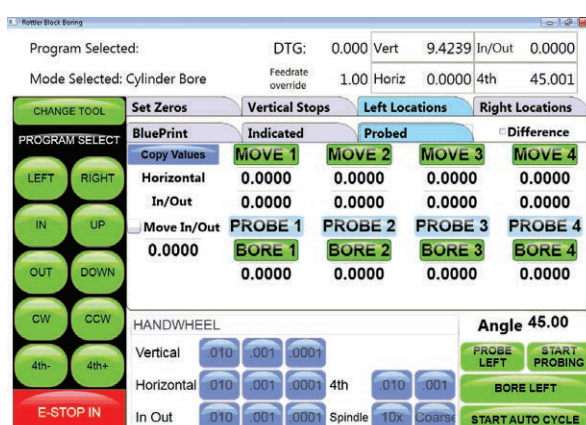 Rottler Block Boring
Program Selected: DTG: 0.000 Vert 9.4239 In/Out 0.0000
Mode Selected: Cylinder Bore Feedrate override 1.00 Horiz 0.0000 4th 45.001
CHANGE TOOL Set Zeros Vertical Stops Left Locations Right Locations
PROGRAM SELECT BluePrint Indicated Probed Difference
Copy Values MOVE 1 MOVE 2 MOVE 3 MOVE 4
LEFT RIGHT Horizontal 0.0000 0.0000 0.0000 0.0000
In/Out 0.0000 0.0000 0.0000 0.0000
IN UP Move In/Out PROBE 1 PROBE 2 PROBE 3 PROBE 4
0.0000 BORE 1 BORE 2 BORE 3 BORE 4
OUT DOWN 0.0000 0.0000 0.0000 0.0000
CW CCW HANDWHEEL Angle 45.00
4th- 4th+ Vertical .010 .001 .0001 PROBE LEFT START PROBING
Horizontal .010 .001 .0001 4th .010 .001 BORE LEFT
E-STOP IN In Out .010 .001 .0001 Spindle 10x Coarse START AUTO CYCLE